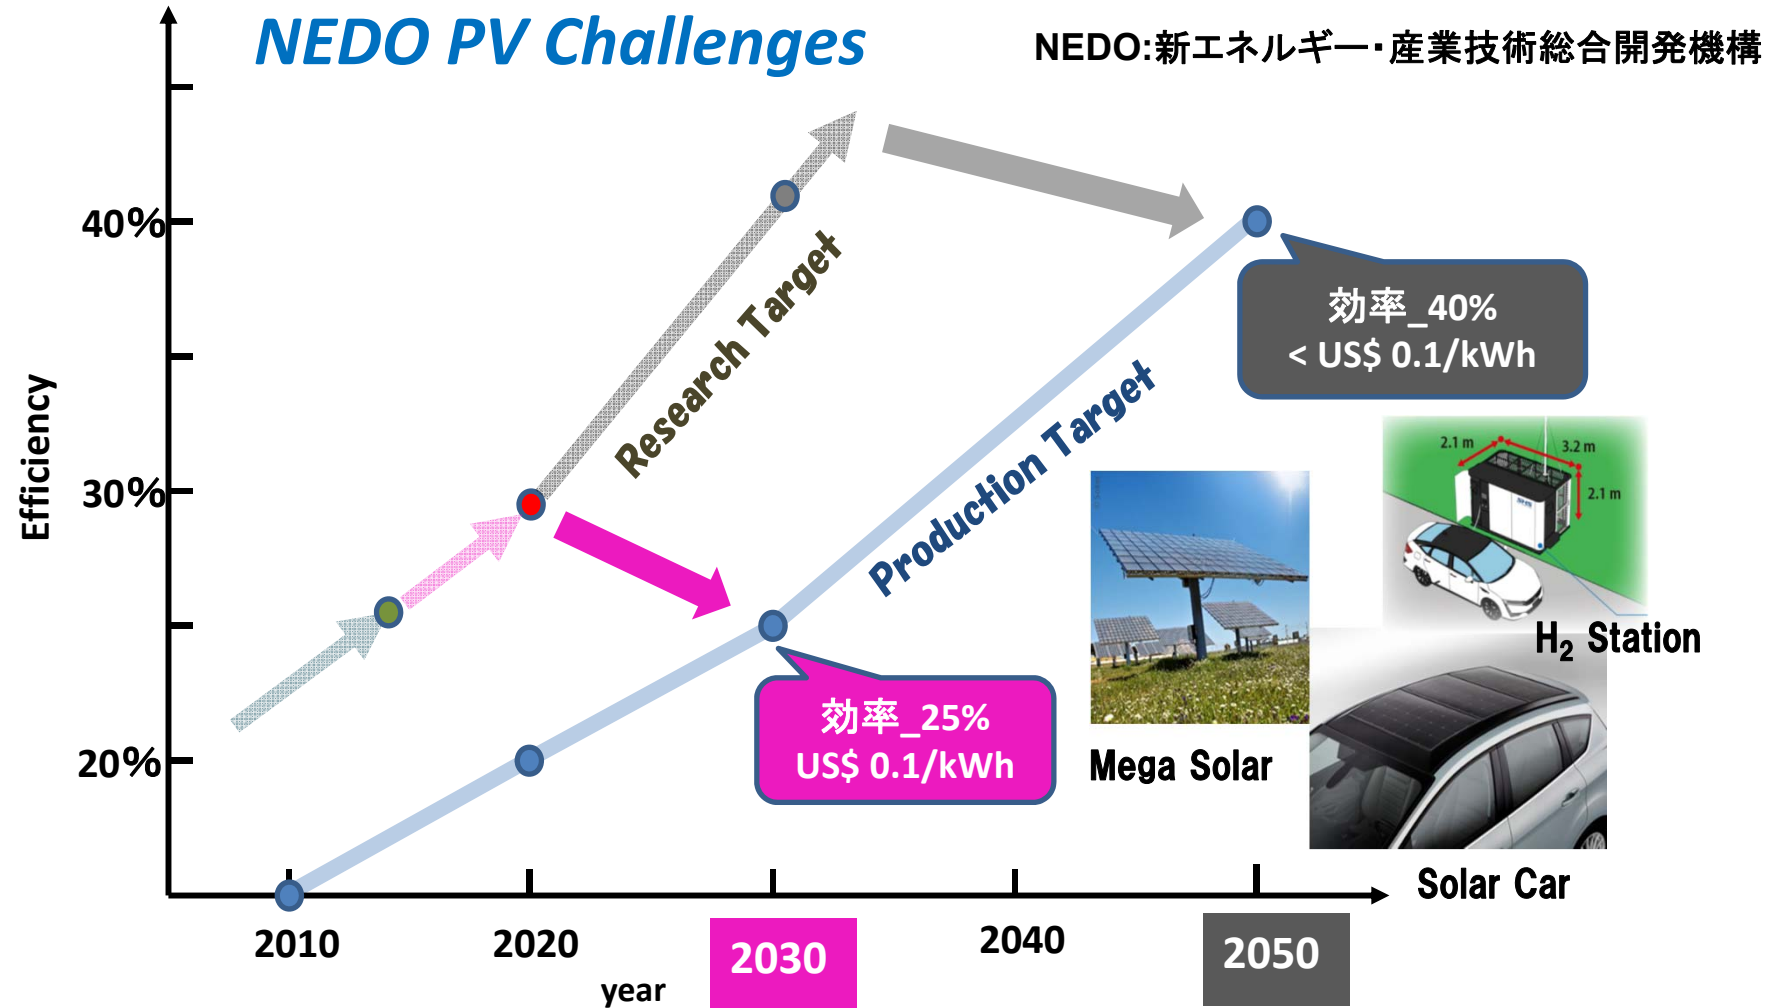 NEDO PV Challenges
NEDO:新エネルギー・産業技術総合開発機構
40%
30%
20%
Efficiency
Research Target
Production Target
効率_40%
< US$ 0.1/kWh
効率_25%
US$ 0.1/kWh
2.1 m
3.2 m
2.1 m
H2 Station
Mega Solar
Solar Car
2010
2020
2030
2040
2050
year